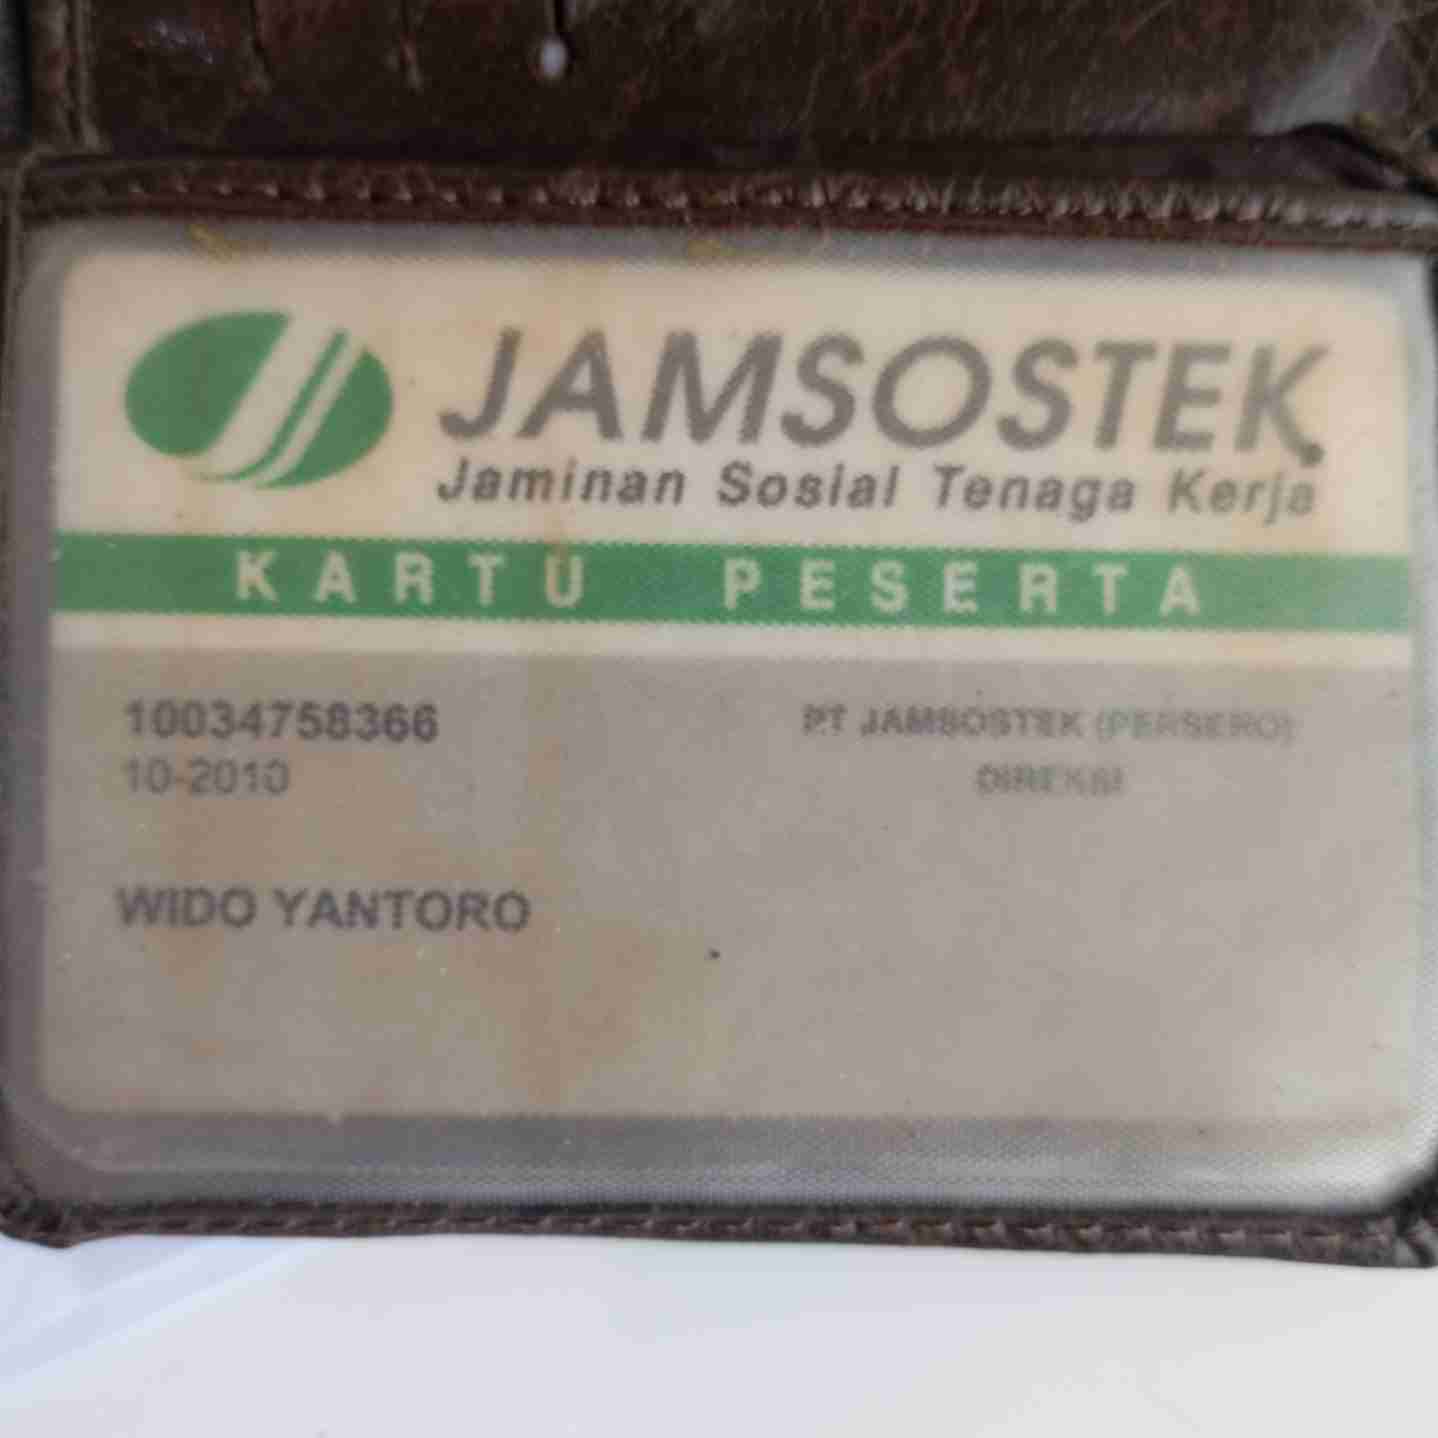 JAMSOSTEK
Jaminan Sosial Tenaga Kerja
KARTU PESERTA
10034758366
10-2010
PT JAMSOSTEK (PERSERO)
DIREKSI
WIDO YANTORO